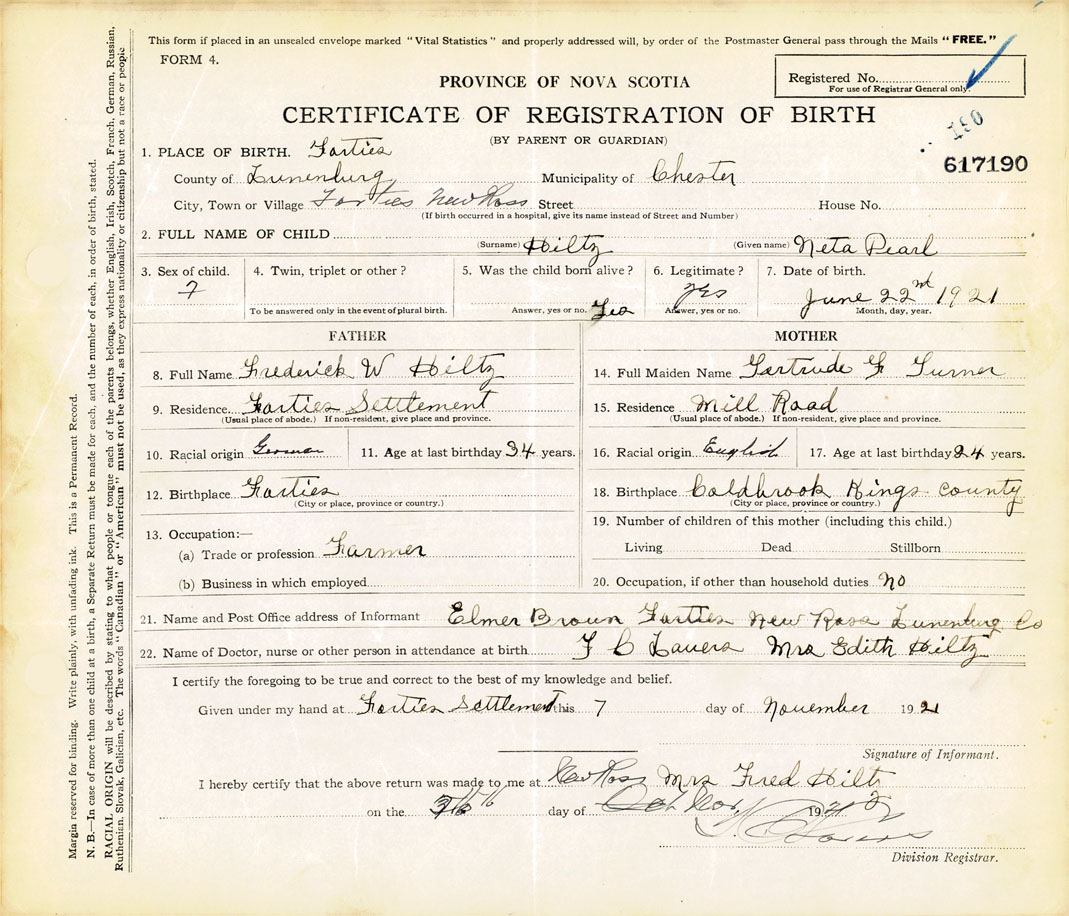 This form if placed in an unsealed envelope marked "Vital Statistics" and properly addressed will, by order of the Postmaster General pass through the Mails "FREE."
FORM 4.
PROVINCE OF NOVA SCOTIA
Registered No.
For use of Registrar General only.
CERTIFICATE OF REGISTRATION OF BIRTH
(BY PARENT OR GUARDIAN)
190
617190
1. PLACE OF BIRTH. Forties
County of Lunenburg Municipality of Chester
City, Town or Village Forties New Ross Street House No.
(If birth occurred in a hospital, give its name instead of Street and Number)
2. FULL NAME OF CHILD (Surname) Hiltz (Given name) Neta Pearl
3. Sex of child. 4. Twin, triplet or other? 5. Was the child born alive? 6. Legitimate? 7. Date of birth.
F yes June 22nd 1921
To be answered only in the event of plural birth. Answer, yes or no. Yes Answer, yes or no. Month, day, year.
FATHER MOTHER
8. Full Name Frederick W Hiltz 14. Full Maiden Name Gertrude F Turner
9. Residence. Forties Settlement 15. Residence Mill Road
(Usual place of abode.) If non-resident, give place and province. (Usual place of abode.) If non-resident, give place and province.
10. Racial origin German 11. Age at last birthday 34 years. 16. Racial origin English 17. Age at last birthday 24 years.
12. Birthplace Forties 18. Birthplace Coldbrook Kings County
(City or place, province or country.) (City or place, province or country.)
13. Occupation:— 19. Number of children of this mother (including this child.)
(a) Trade or profession Farmer Living Dead Stillborn
(b) Business in which employed 20. Occupation, if other than household duties no
21. Name and Post Office address of Informant Elmer Brown Forties New Ross Lunenburg Co
22. Name of Doctor, nurse or other person in attendance at birth Mrs Edith Hiltz
I certify the foregoing to be true and correct to the best of my knowledge and belief.
Given under my hand at Forties Settlement this 7 day of November 1921
Signature of Informant.
I hereby certify that the above return was made to me at New Ross Mrs Fred Hiltz
on the day of Nov 192
Division Registrar.
Margin reserved for binding. Write plainly, with unfading ink. This is a Permanent Record.
N. B.—In case of more than one child at a birth, a Separate Return must be made for each, and the number of each, in order of birth, stated.
RACIAL ORIGIN will be described by stating to what people or tongue each of the parents belongs, whether English, Irish, Scotch, French, German, Russian,
Ruthenian, Slovak, Galician, etc. The words "Canadian" or "American" must not be used, as they express nationality or citizenship but not a race or people